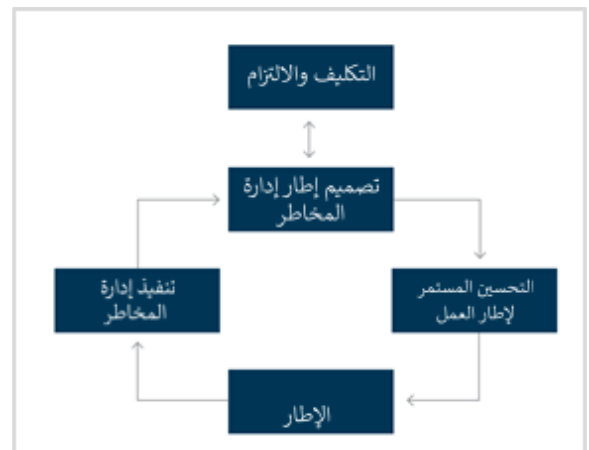 التكليف والالتزام
تصميم إطار إدارة
المخاطر
تنفيذ إدارة
المخاطر
التحسين المستمر
لإطار العمل
الإطار